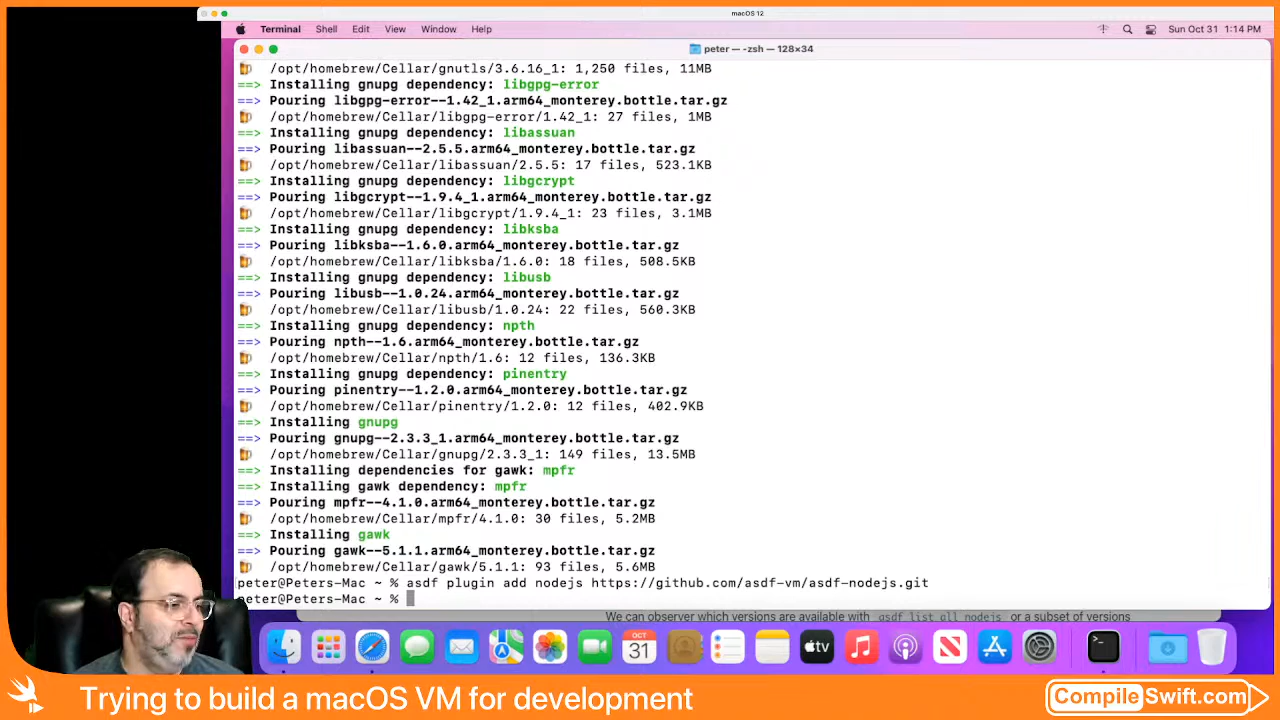 macOS 12
Terminal Shell Edit View Window Help Sun Oct 31 1:14 PM
peter — -zsh — 128×34
/opt/homebrew/Cellar/gnutls/3.6.16_1: 1,250 files, 11MB
==> Installing gnupg dependency: libgpg-error
==> Pouring libgpg-error--1.42_1.arm64_monterey.bottle.tar.gz
/opt/homebrew/Cellar/libgpg-error/1.42_1: 27 files, 1MB
==> Installing gnupg dependency: libassuan
==> Pouring libassuan--2.5.5.arm64_monterey.bottle.tar.gz
/opt/homebrew/Cellar/libassuan/2.5.5: 17 files, 523.1KB
==> Installing gnupg dependency: libgcrypt
==> Pouring libgcrypt--1.9.4_1.arm64_monterey.bottle.tar.gz
/opt/homebrew/Cellar/libgcrypt/1.9.4_1: 23 files, 3.1MB
==> Installing gnupg dependency: libksba
==> Pouring libksba--1.6.0.arm64_monterey.bottle.tar.gz
/opt/homebrew/Cellar/libksba/1.6.0: 18 files, 508.5KB
==> Installing gnupg dependency: libusb
==> Pouring libusb--1.0.24.arm64_monterey.bottle.tar.gz
/opt/homebrew/Cellar/libusb/1.0.24: 22 files, 560.3KB
==> Installing gnupg dependency: npth
==> Pouring npth--1.6.arm64_monterey.bottle.tar.gz
/opt/homebrew/Cellar/npth/1.6: 12 files, 136.3KB
==> Installing gnupg dependency: pinentry
==> Pouring pinentry--1.2.0.arm64_monterey.bottle.tar.gz
/opt/homebrew/Cellar/pinentry/1.2.0: 12 files, 402.9KB
==> Installing gnupg
==> Pouring gnupg--2.3.3_1.arm64_monterey.bottle.tar.gz
/opt/homebrew/Cellar/gnupg/2.3.3_1: 149 files, 13.5MB
==> Installing dependencies for gawk: mpfr
==> Installing gawk dependency: mpfr
==> Pouring mpfr--4.1.0.arm64_monterey.bottle.tar.gz
/opt/homebrew/Cellar/mpfr/4.1.0: 30 files, 5.2MB
==> Installing gawk
==> Pouring gawk--5.1.1.arm64_monterey.bottle.tar.gz
/opt/homebrew/Cellar/gawk/5.1.1: 93 files, 5.6MB
peter@Peters-Mac ~ % asdf plugin add nodejs https://github.com/asdf-vm/asdf-nodejs.git
peter@Peters-Mac ~ %
We can observer which versions are available with asdf list all nodejs or a subset of versions
OCT
31
tv
Trying to build a macOS VM for development
CompileSwift.com